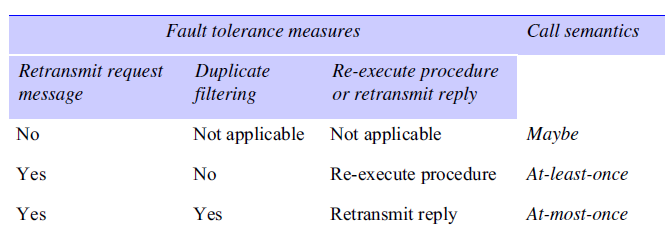 Fault tolerance measures Call semantics
Retransmit request Duplicate Re-execute procedure
message filtering or retransmit reply
No Not applicable Not applicable Maybe
Yes No Re-execute procedure At-least-once
Yes Yes Retransmit reply At-most-once